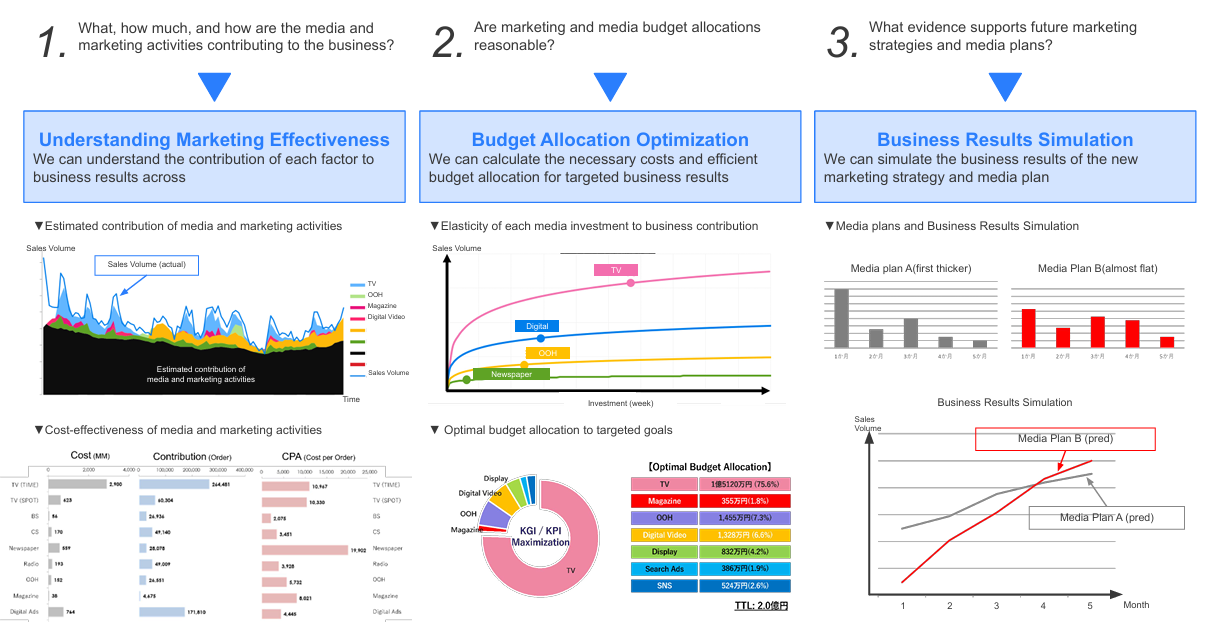 1.
What, how much, and how are the media and
marketing activities contributing to the business?
Understanding Marketing Effectiveness
We can understand the contribution of each factor to
business results across
▼Estimated contribution of media and marketing activities
Sales Volume
Sales Volume (actual)
TV
OOH
Magazine
Digital Video
Sales Volume
Estimated contribution of
media and marketing activities
Time
▼Cost-effectiveness of media and marketing activities
Cost (MM)
Contribution (Order)
CPA (Cost per Order)
0 2,000 4,000
0 100,000 200,000 300,000 400,000
0 5,000 10,000 15,000 20,000 25,000
TV (TIME) 2,900 264,481 10,967 TV (TIME)
TV (SPOT) 623 60,304 10,330 TV (SPOT)
BS 86 26,936 2,075 BS
CS 170 49,140 3,451 CS
Newspaper 559 28,078 19,902 Newspaper
Radio 193 49,009 3,928 Radio
OOH 152 26,551 5,732 OOH
Magazine 38 4,675 8,021 Magazine
Digital Ads 764 171,810 4,445 Digital Ads
2.
Are marketing and media budget allocations
reasonable?
Budget Allocation Optimization
We can calculate the necessary costs and efficient
budget allocation for targeted business results
▼Elasticity of each media investment to business contribution
Sales Volume
TV
Digital
OOH
Newspaper
Investment (week)
▼ Optimal budget allocation to targeted goals
Display
Digital Video
OOH
Magazine
KGI / KPI
Maximization
TV
【Optimal Budget Allocation】
TV 1億5120万円 (75.6%)
Magazine 355万円(1.8%)
OOH 1,455万円(7.3%)
Digital Video 1,328万円 (6.6%)
Display 832万円(4.2%)
Search Ads 386万円(1.9%)
SNS 524万円(2.6%)
TTL: 2.0億円
3.
What evidence supports future marketing
strategies and media plans?
Business Results Simulation
We can simulate the business results of the new
marketing strategy and media plan
▼Media plans and Business Results Simulation
Media plan A(first thicker)
1か月 2か月 3か月 4か月 5か月
Media Plan B(almost flat)
1か月 2か月 3か月 4か月 5か月
Business Results Simulation
Sales
Volume
Media Plan B (pred)
Media Plan A (pred)
1 2 3 4 5 Month